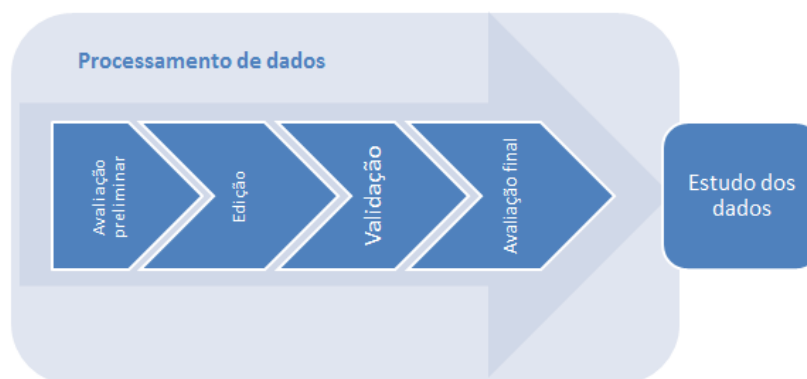 Processamento de dados
Avaliação
preliminar
Edição
Validação
Avaliação final
Estudo dos
dados